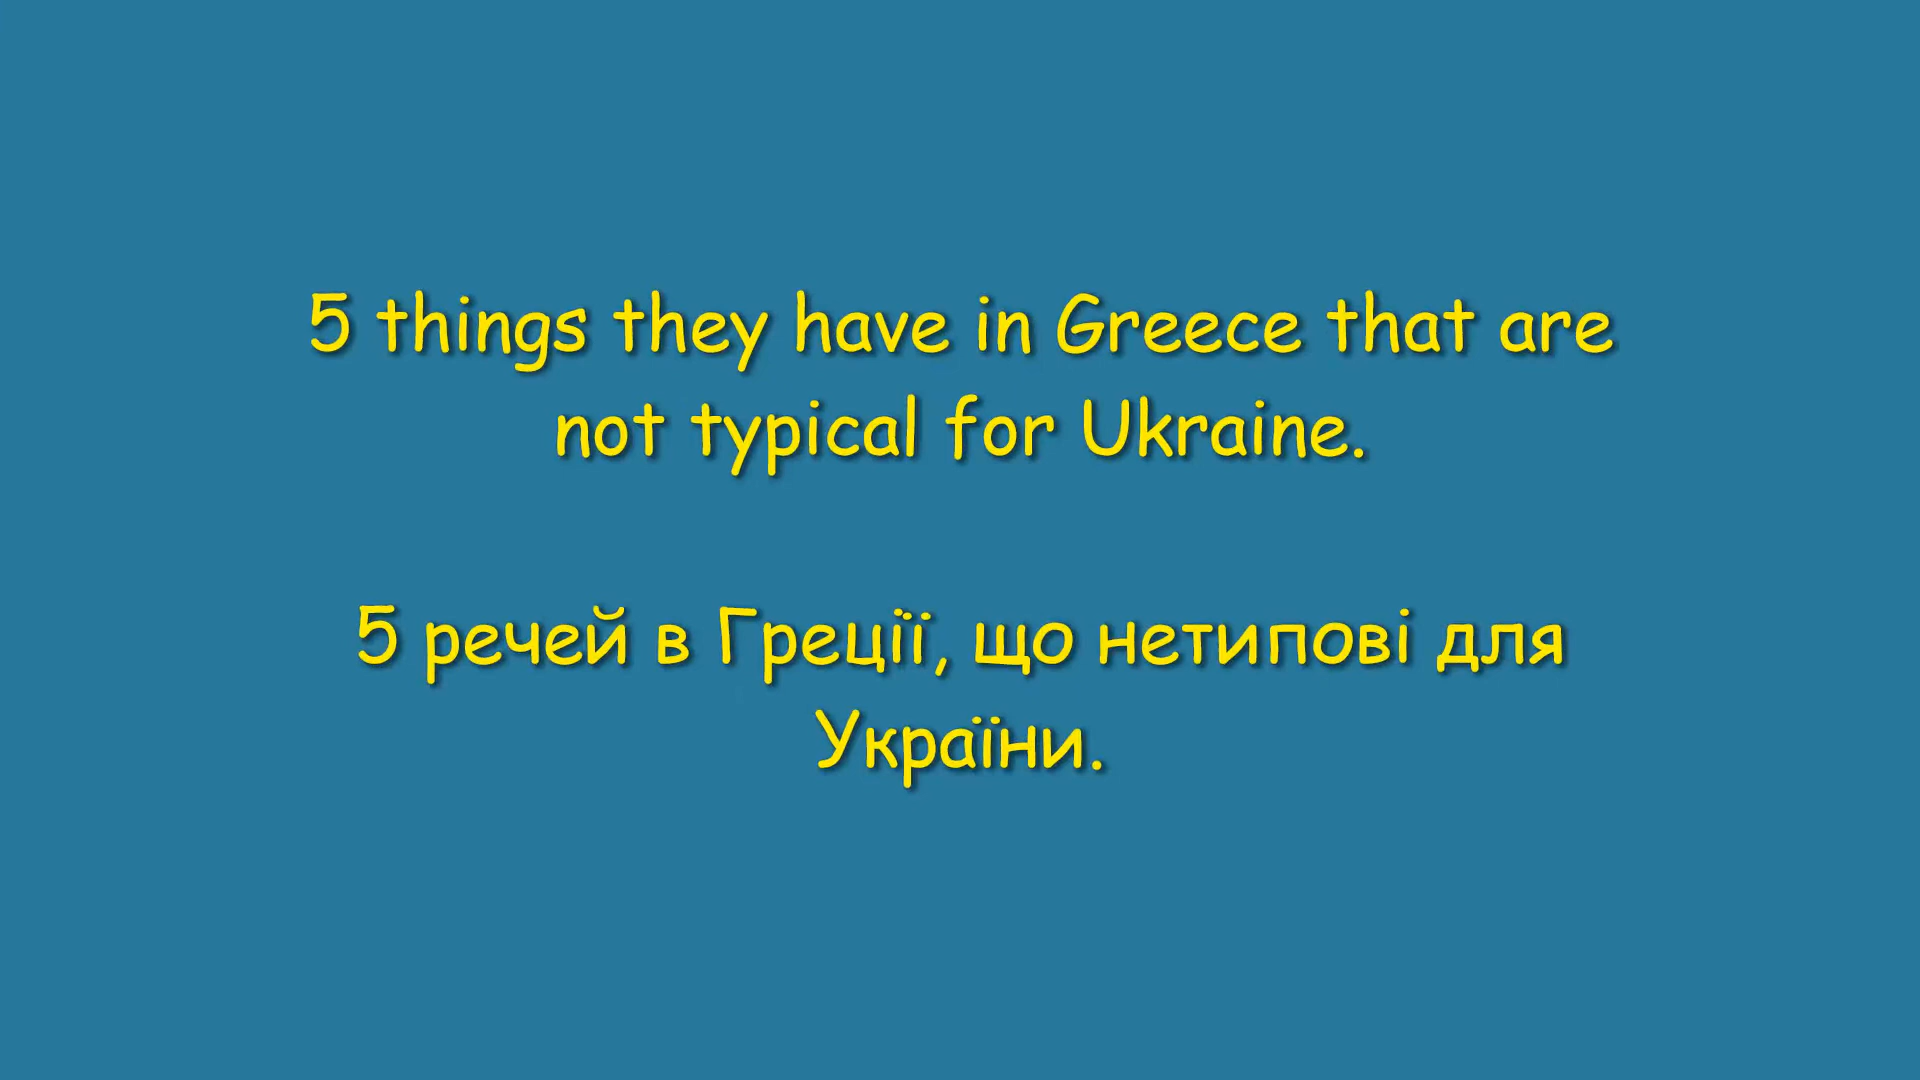 5 things they have in Greece that are
not typical for Ukraine.
5 речей в Греції, що нетипові для
України.